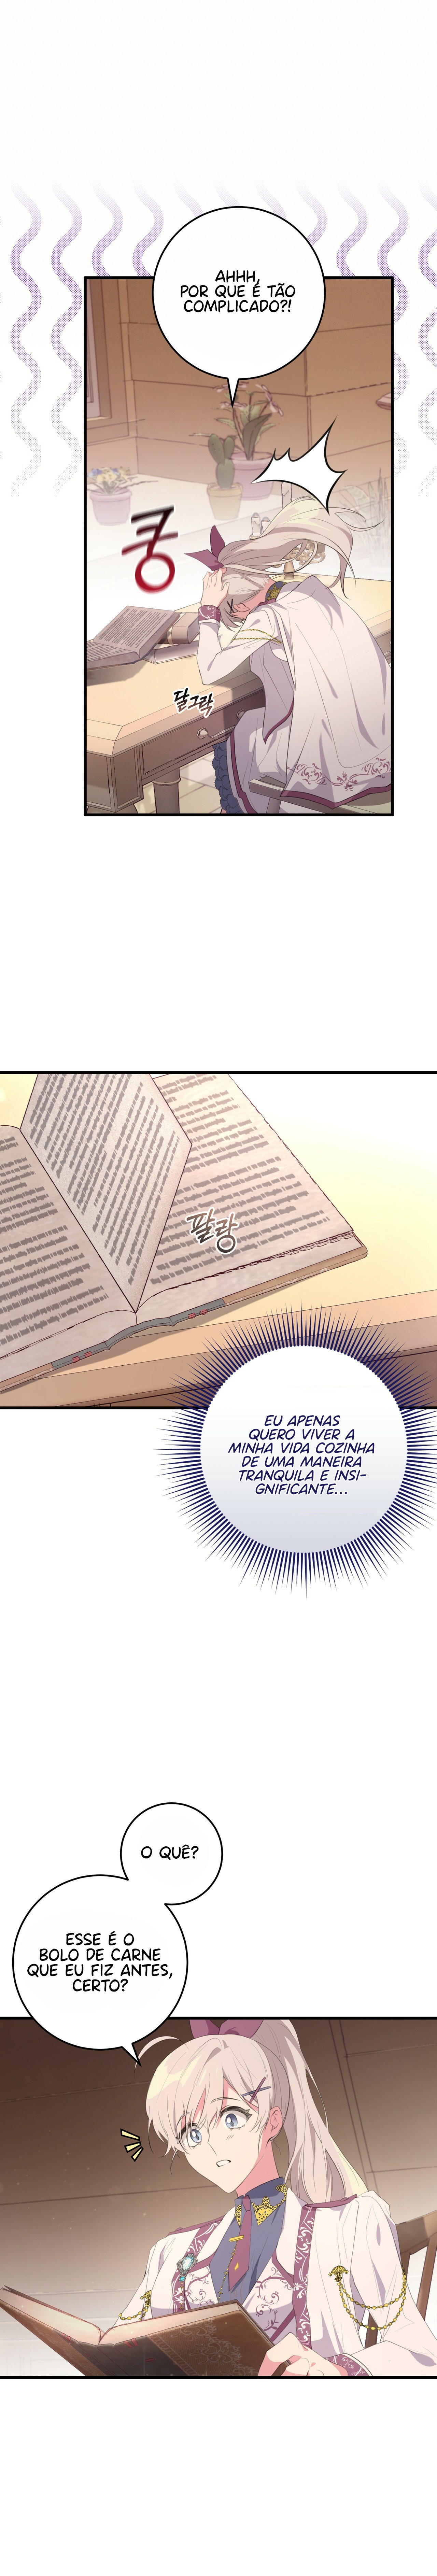 AHHH,
POR QUE É TÃO
COMPLICADO?!
쿵
달그락
팔랑
EU APENAS
QUERO VIVER A
MINHA VIDA COZINHA
DE UMA MANEIRA
TRANQUILA E INSI-
GNIFICANTE...
O QUÊ?
ESSE É O
BOLO DE CARNE
QUE EU FIZ ANTES,
CERTO?